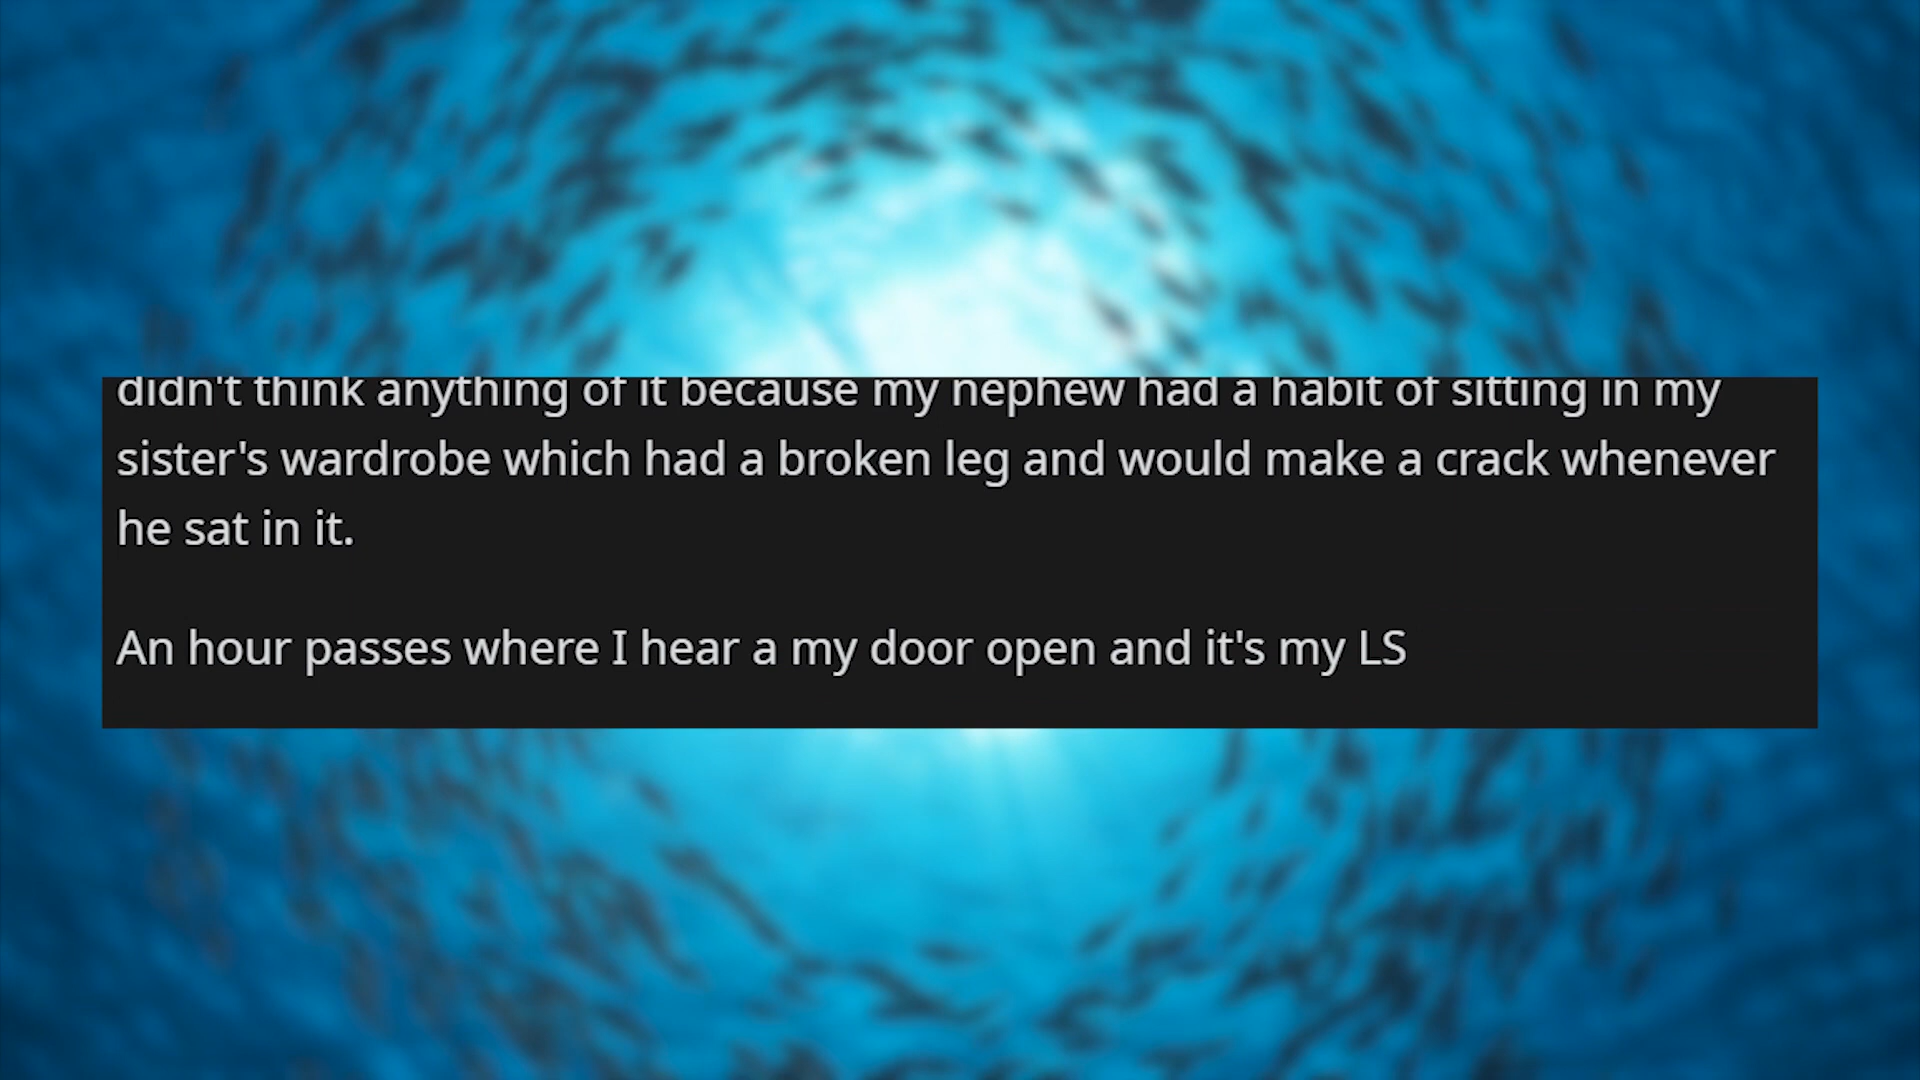 didn't think anything of it because my nephew had a habit of sitting in my
sister's wardrobe which had a broken leg and would make a crack whenever
he sat in it.
An hour passes where I hear a my door open and it's my LS